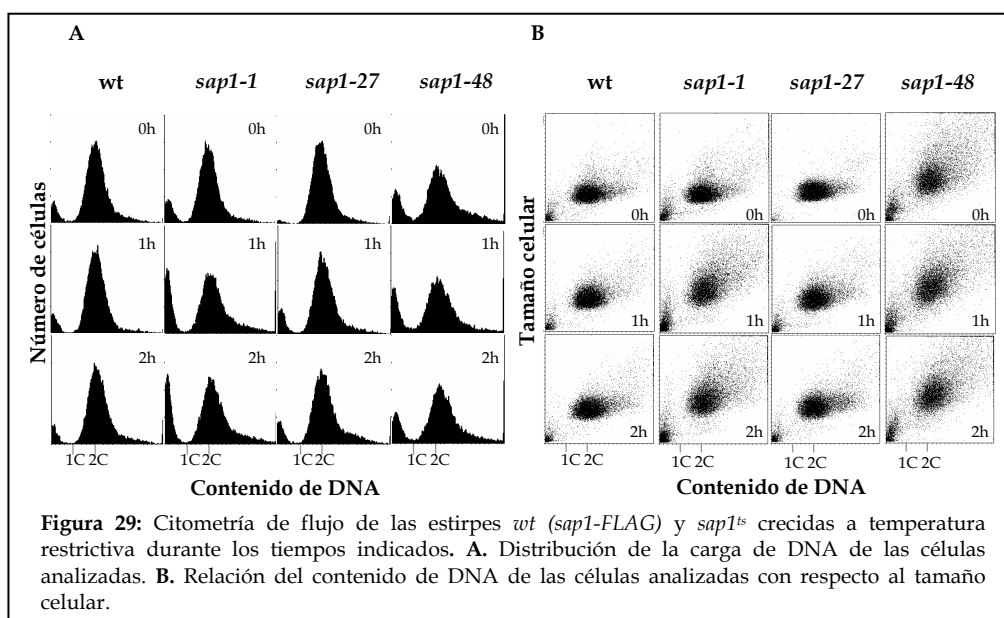 A
B
wt sap1-1 sap1-27 sap1-48
wt sap1-1 sap1-27 sap1-48
Número de células
0h 0h 0h 0h
1h 1h 1h 1h
2h 2h 2h 2h
1C 2C 1C 2C 1C 2C 1C 2C
Contenido de DNA
Tamaño celular
0h 0h 0h 0h
1h 1h 1h 1h
2h 2h 2h 2h
1C 2C 1C 2C 1C 2C 1C 2C
Contenido de DNA
Figura 29: Citometría de flujo de las estirpes wt (sap1-FLAG) y sap1ts crecidas a temperatura
restrictiva durante los tiempos indicados. A. Distribución de la carga de DNA de las células
analizadas. B. Relación del contenido de DNA de las células analizadas con respecto al tamaño
celular.